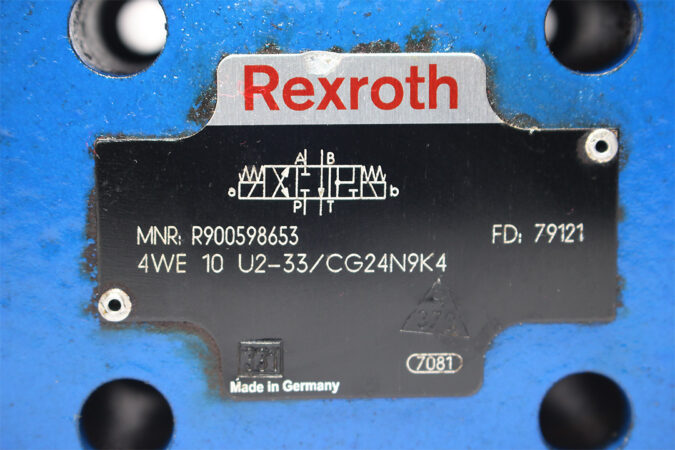 Rexroth
A B
a b
P T
MNR: R900598653 FD: 79121
4WE 10 U2-33/CG24N9K4
7081
Made in Germany